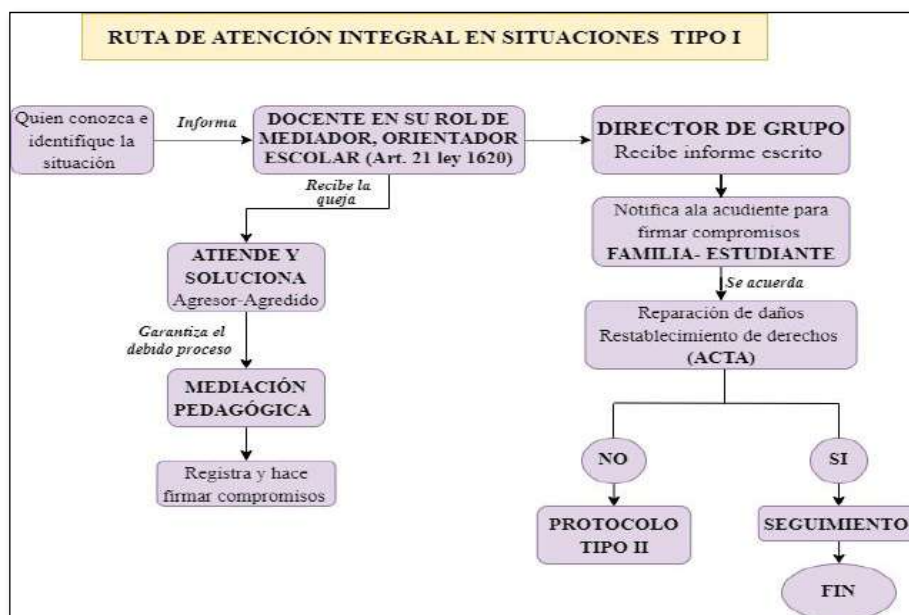 RUTA DE ATENCIÓN INTEGRAL EN SITUACIONES TIPO I
Quien conozca e
identifique la
situación
Informa
DOCENTE EN SU ROL DE
MEDIADOR, ORIENTADOR
ESCOLAR (Art. 21 ley 1620)
DIRECTOR DE GRUPO
Recibe informe escrito
Recibe la
queja
Notifica ala acudiente para
firmar compromisos
FAMILIA- ESTUDIANTE
ATIENDE Y
SOLUCIONA
Agresor-Agredido
Se acuerda
Garantiza el
debido proceso
Reparación de daños
Restablecimiento de derechos
(ACTA)
MEDIACIÓN
PEDAGÓGICA
Registra y hace
firmar compromisos
NO
SI
PROTOCOLO
TIPO II
SEGUIMIENTO
FIN